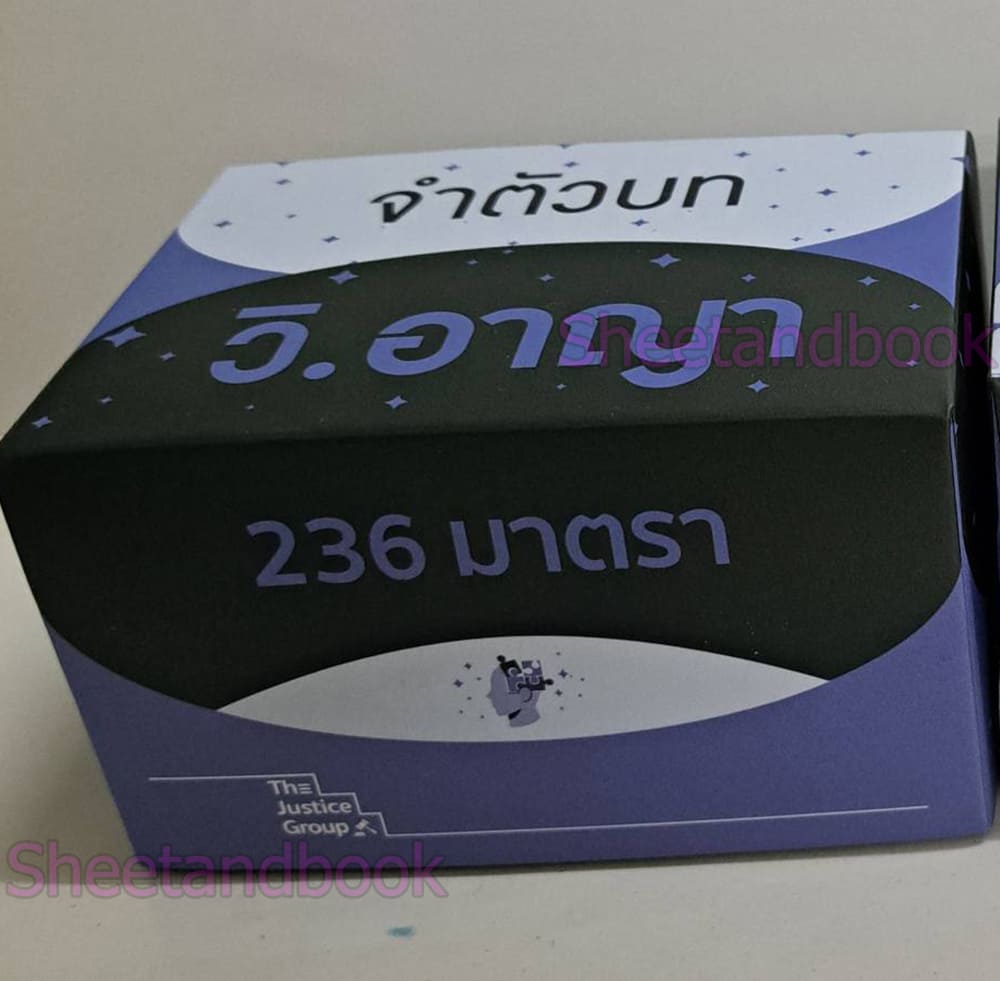 จำตัวบท
วิ.อาญา
Sheetandbook
236 มาตรา
The
Justice
Group
Sheetandbook